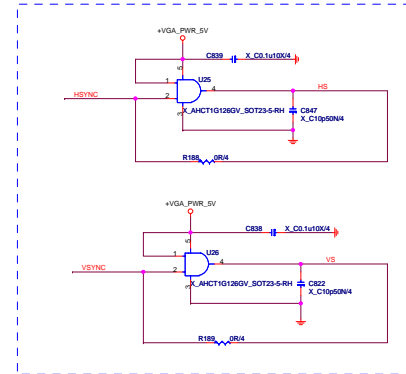 +VGA_PWR_5V
C839
X_C0.1u10X/4
5
U25
1
4
HS
HSYNC
2
3
X_AHCT1G126GV_SOT23-5-RH
C847
X_C10p50N/4
R188
0R/4
+VGA_PWR_5V
C838
X_C0.1u10X/4
5
U26
1
4
VS
VSYNC
2
3
X_AHCT1G126GV_SOT23-5-RH
C822
X_C10p50N/4
R189
0R/4